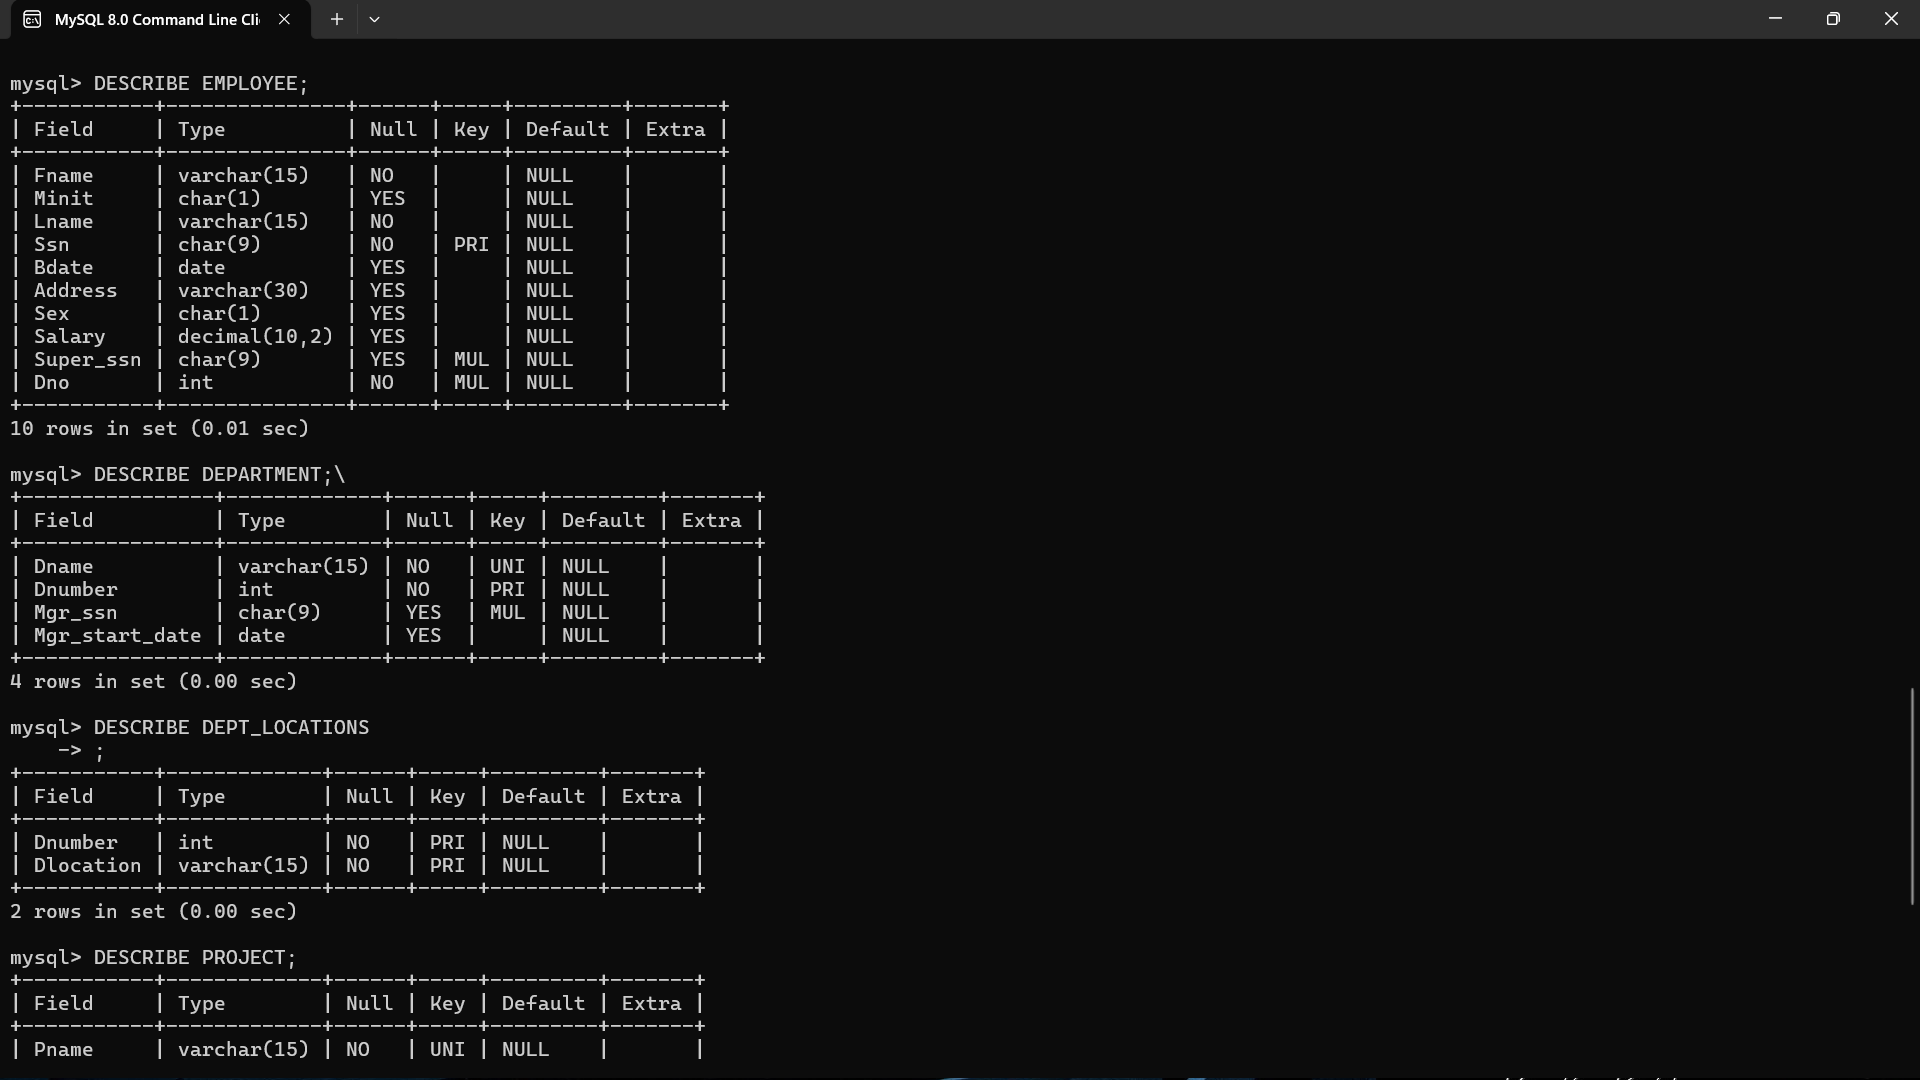 MySQL 8.0 Command Line Cli
mysql> DESCRIBE EMPLOYEE;
+-----------+---------------+------+-----+---------+-------+
| Field     | Type          | Null | Key | Default | Extra |
+-----------+---------------+------+-----+---------+-------+
| Fname     | varchar(15)   | NO   |     | NULL    |       |
| Minit     | char(1)       | YES  |     | NULL    |       |
| Lname     | varchar(15)   | NO   |     | NULL    |       |
| Ssn       | char(9)       | NO   | PRI | NULL    |       |
| Bdate     | date          | YES  |     | NULL    |       |
| Address   | varchar(30)   | YES  |     | NULL    |       |
| Sex       | char(1)       | YES  |     | NULL    |       |
| Salary    | decimal(10,2) | YES  |     | NULL    |       |
| Super_ssn | char(9)       | YES  | MUL | NULL    |       |
| Dno       | int           | NO   | MUL | NULL    |       |
+-----------+---------------+------+-----+---------+-------+
10 rows in set (0.01 sec)
mysql> DESCRIBE DEPARTMENT;\
+----------------+-------------+------+-----+---------+-------+
| Field          | Type        | Null | Key | Default | Extra |
+----------------+-------------+------+-----+---------+-------+
| Dname          | varchar(15) | NO   | UNI | NULL    |       |
| Dnumber        | int         | NO   | PRI | NULL    |       |
| Mgr_ssn        | char(9)     | YES  | MUL | NULL    |       |
| Mgr_start_date | date        | YES  |     | NULL    |       |
+----------------+-------------+------+-----+---------+-------+
4 rows in set (0.00 sec)
mysql> DESCRIBE DEPT_LOCATIONS
    -> ;
+-----------+-------------+------+-----+---------+-------+
| Field     | Type        | Null | Key | Default | Extra |
+-----------+-------------+------+-----+---------+-------+
| Dnumber   | int         | NO   | PRI | NULL    |       |
| Dlocation | varchar(15) | NO   | PRI | NULL    |       |
+-----------+-------------+------+-----+---------+-------+
2 rows in set (0.00 sec)
mysql> DESCRIBE PROJECT;
+-----------+-------------+------+-----+---------+-------+
| Field     | Type        | Null | Key | Default | Extra |
+-----------+-------------+------+-----+---------+-------+
| Pname     | varchar(15) | NO   | UNI | NULL    |       |